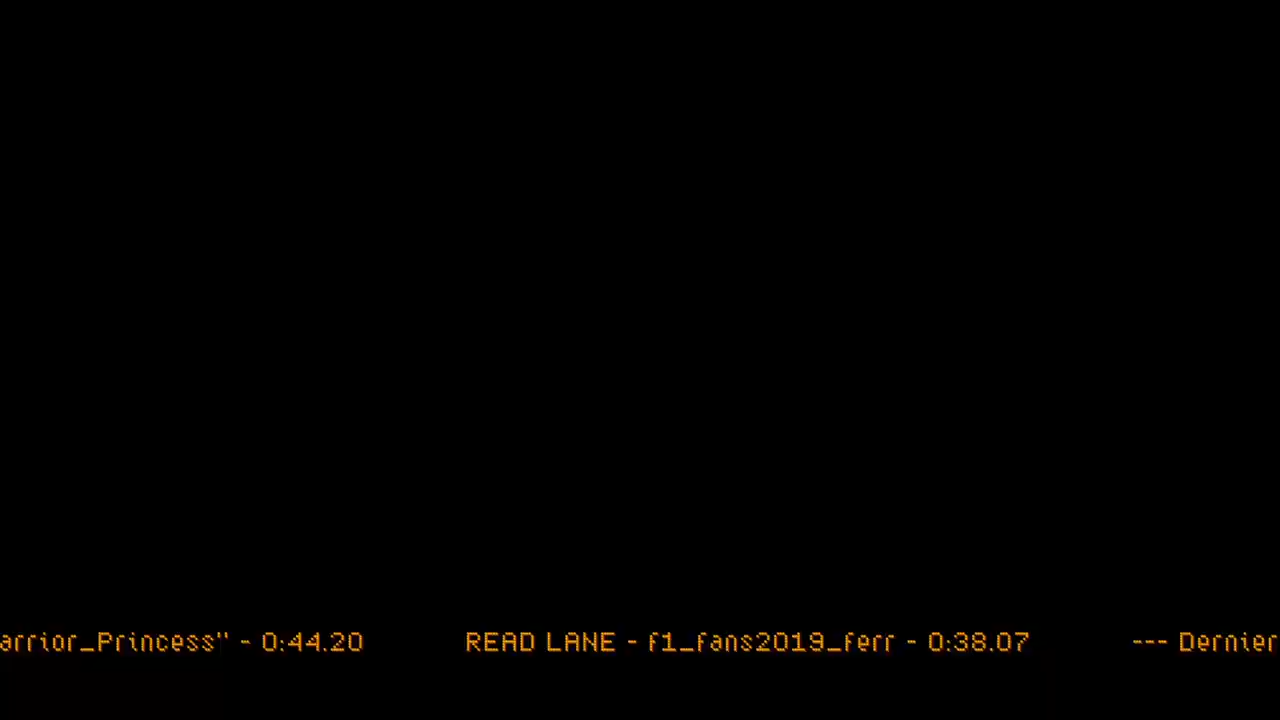 arrior_Princess" - 0:44.20 READ LANE - f1_fans2019_ferr - 0:38.07 --- Dernier